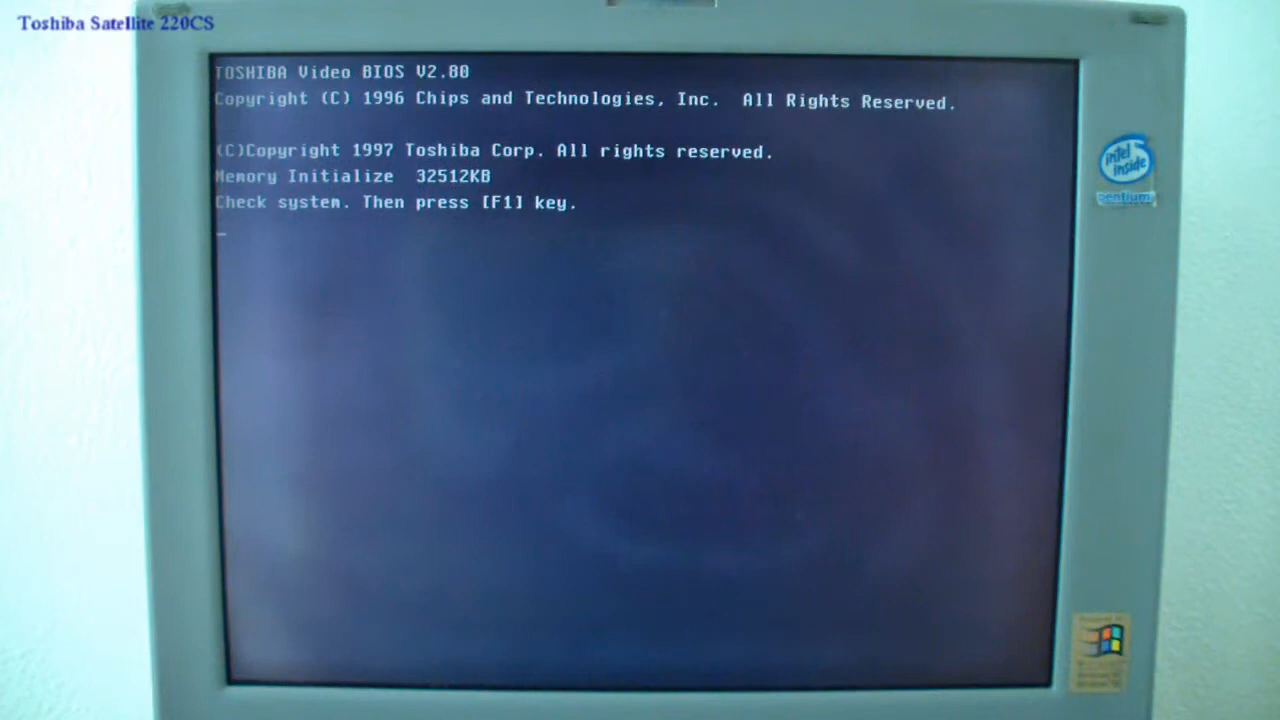 Toshiba Satellite 220CS
TOSHIBA Video BIOS V2.80
Copyright (C) 1996 Chips and Technologies, Inc.  All Rights Reserved.
(C)Copyright 1997 Toshiba Corp. All rights reserved.
Memory Initialize  32512KB
Check system. Then press [F1] key.
intel
inside
pentium